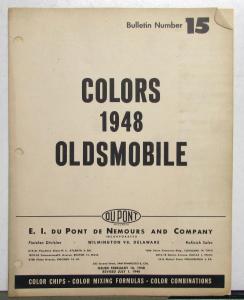 Bulletin Number 15
COLORS
1948
OLDSMOBILE
DU PONT
E. I. DU PONT DE NEMOURS AND COMPANY
INCORPORATED
Finishes Division WILMINGTON 98, DELAWARE Refinish Sales
ISSUED FEBRUARY 16, 1948
REVISED JULY 1, 1948
COLOR CHIPS - COLOR MIXING FORMULAS - COLOR COMBINATIONS